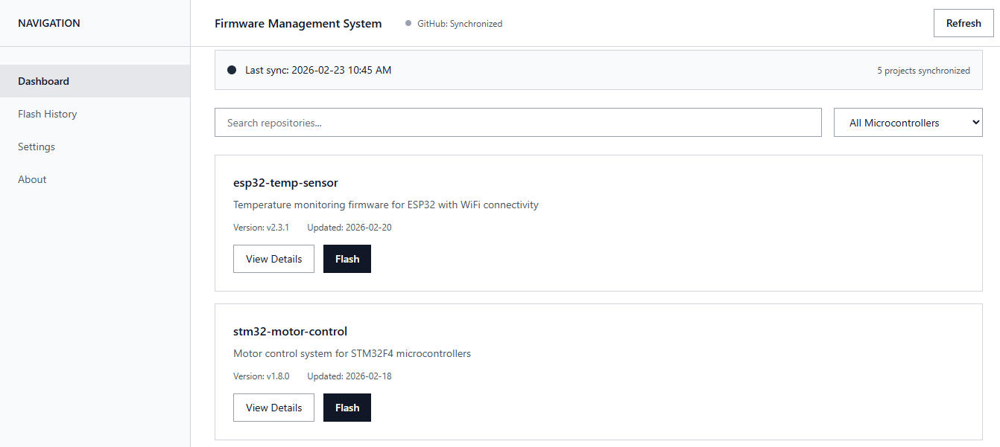 NAVIGATION
Dashboard
Flash History
Settings
About
Firmware Management System
GitHub: Synchronized
Refresh
Last sync: 2026-02-23 10:45 AM
5 projects synchronized
Search repositories...
All Microcontrollers
esp32-temp-sensor
Temperature monitoring firmware for ESP32 with WiFi connectivity
Version: v2.3.1 Updated: 2026-02-20
View Details Flash
stm32-motor-control
Motor control system for STM32F4 microcontrollers
Version: v1.8.0 Updated: 2026-02-18
View Details Flash